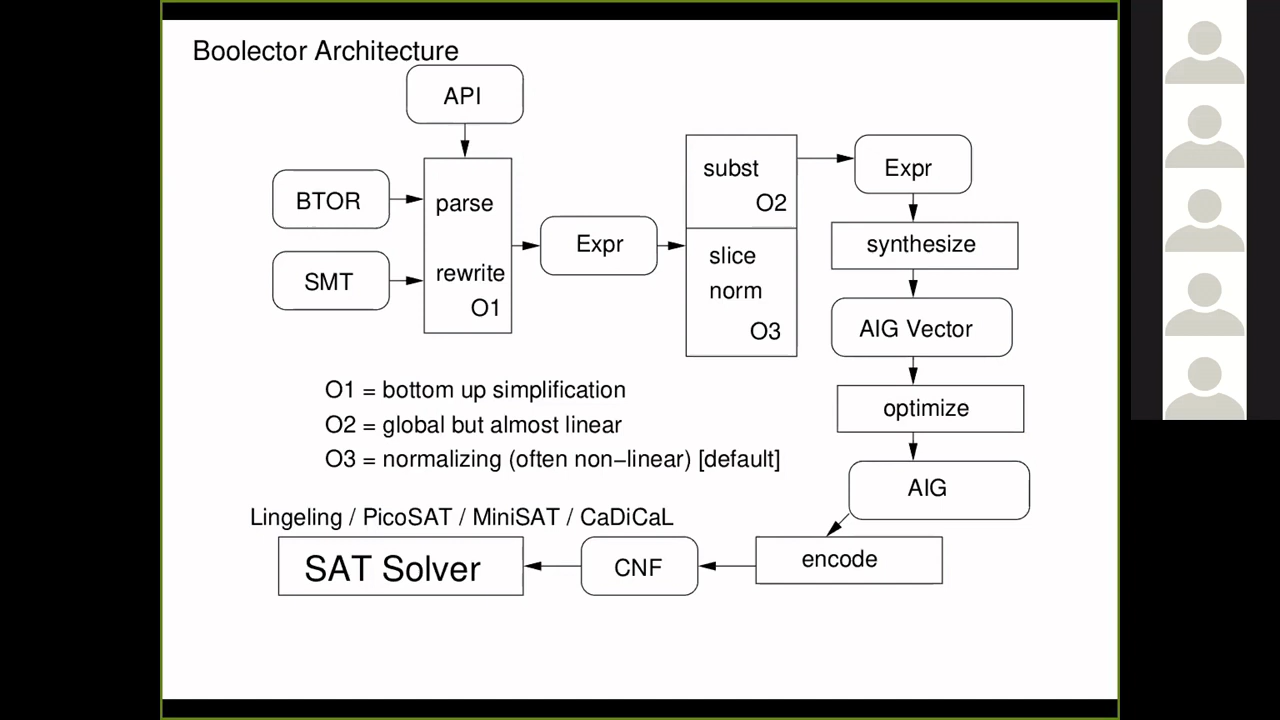 Boolector Architecture
API
BTOR
SMT
parse
rewrite
O1
Expr
subst
O2
slice
norm
O3
Expr
synthesize
AIG Vector
optimize
AIG
O1 = bottom up simplification
O2 = global but almost linear
O3 = normalizing (often non−linear) [default]
Lingeling / PicoSAT / MiniSAT / CaDiCaL
SAT Solver
CNF
encode